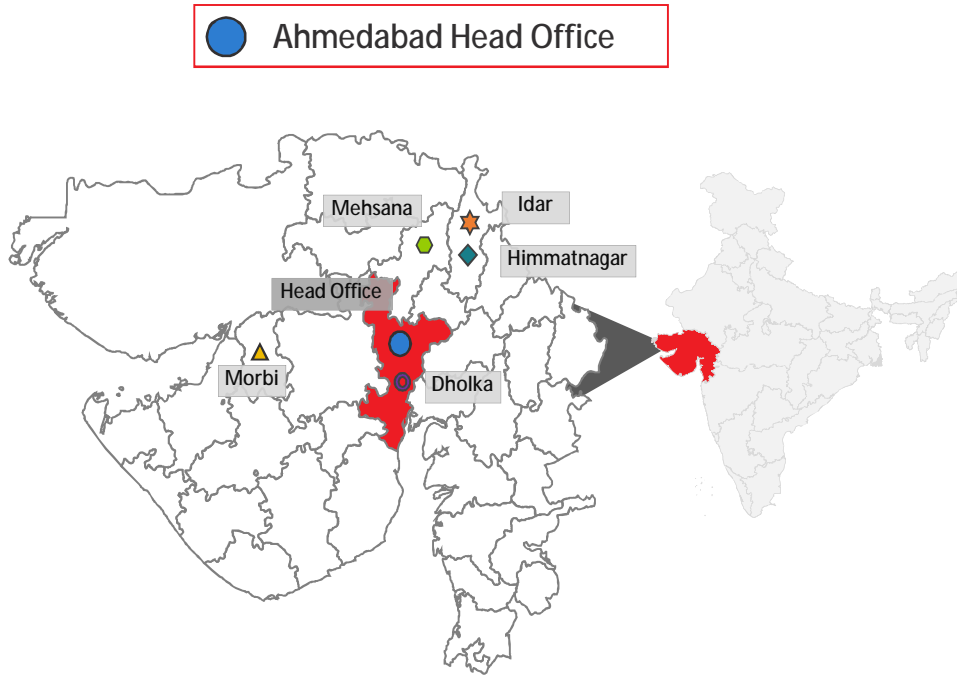 Ahmedabad Head Office
Mehsana
Idar
Himmatnagar
Head Office
Morbi
Dholka